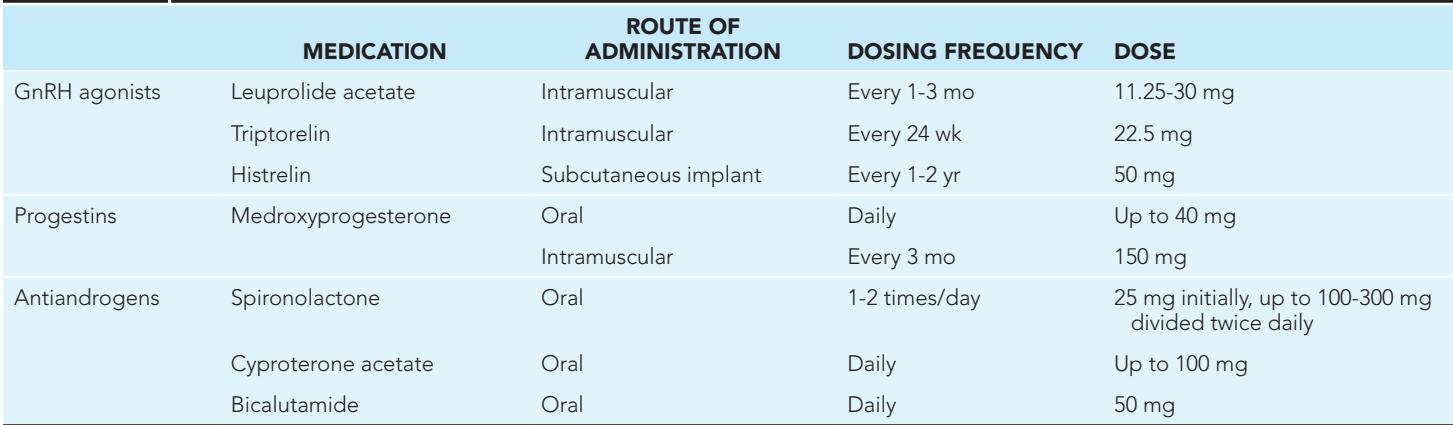 ROUTE OF
MEDICATION ADMINISTRATION DOSING FREQUENCY DOSE
GnRH agonists Leuprolide acetate Intramuscular Every 1-3 mo 11.25-30 mg
Triptorelin Intramuscular Every 24 wk 22.5 mg
Histrelin Subcutaneous implant Every 1-2 yr 50 mg
Progestins Medroxyprogesterone Oral Daily Up to 40 mg
Intramuscular Every 3 mo 150 mg
Antiandrogens Spironolactone Oral 1-2 times/day 25 mg initially, up to 100-300 mg
divided twice daily
Cyproterone acetate Oral Daily Up to 100 mg
Bicalutamide Oral Daily 50 mg